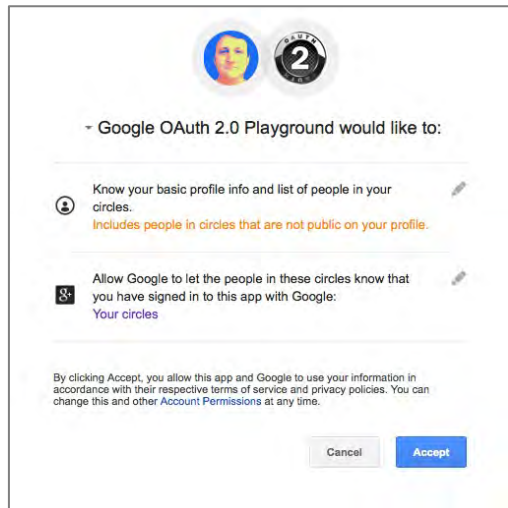 OAUTH
2
Google OAuth 2.0 Playground would like to:
Know your basic profile info and list of people in your
circles.
Includes people in circles that are not public on your profile.
8+
Allow Google to let the people in these circles know that
you have signed in to this app with Google:
Your circles
By clicking Accept, you allow this app and Google to use your information in
accordance with their respective terms of service and privacy policies. You can
change this and other Account Permissions at any time.
Cancel
Accept